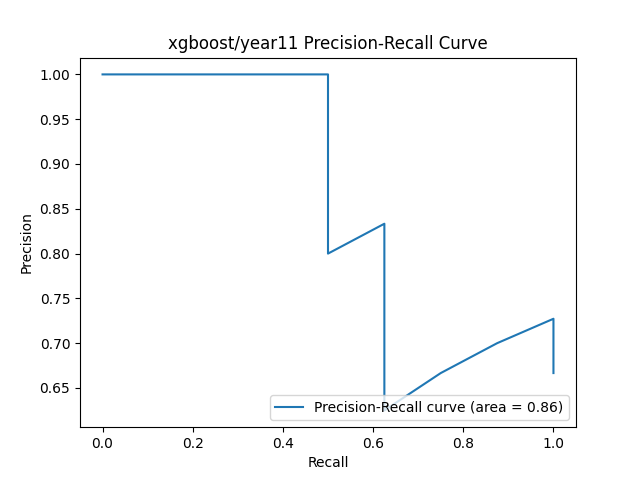 xgboost/year11 Precision-Recall Curve
1.00
0.95
0.90
0.85
0.80
0.75
0.70
0.65
Precision
Precision-Recall curve (area = 0.86)
0.0 0.2 0.4 0.6 0.8 1.0
Recall